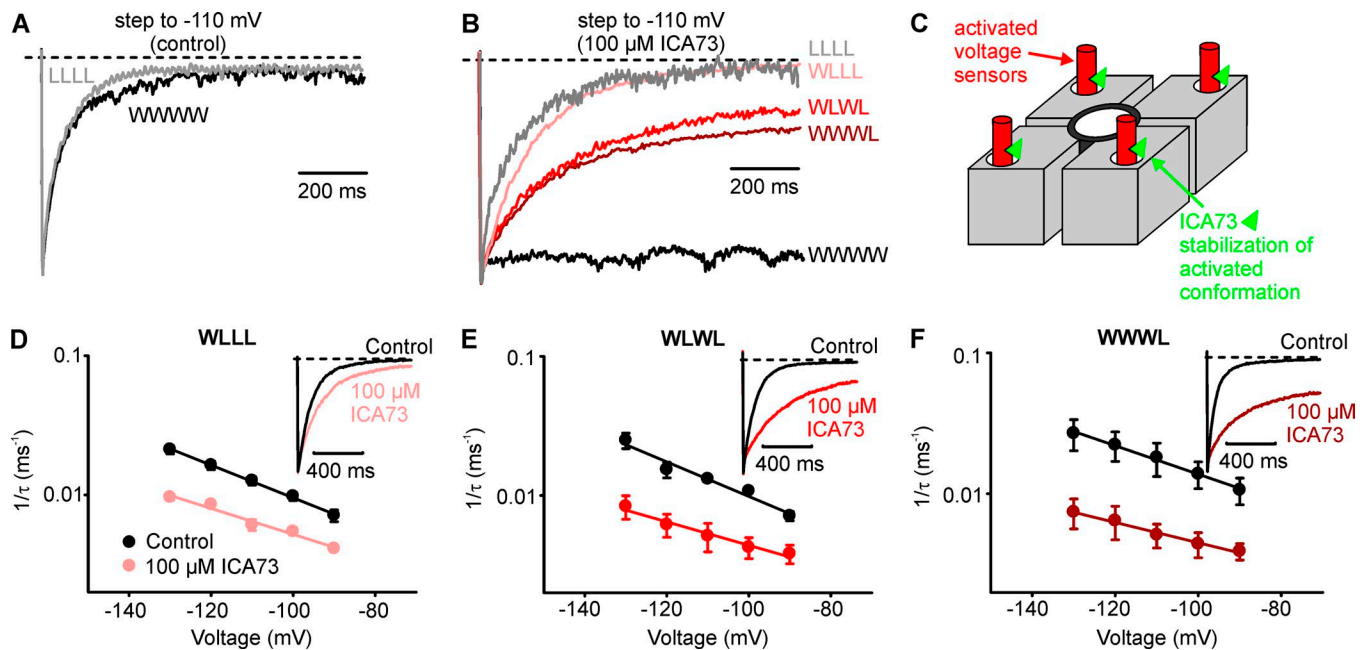 A
step to -110 mV
(control)
LLLL
WWWW
200 ms
B
step to -110 mV
(100 µM ICA73)
LLLL
WLLL
WLWL
WWWL
200 ms
WWWW
C
activated
voltage
sensors
ICA73
stabilization of
activated
conformation
D
WLLL
0.1
0.01
1/τ (ms⁻¹)
Control
100 µM
ICA73
400 ms
Control
100 µM ICA73
-140 -120 -100 -80
Voltage (mV)
E
WLWL
0.1
0.01
1/τ (ms⁻¹)
Control
100 µM
ICA73
400 ms
-140 -120 -100 -80
Voltage (mV)
F
WWWL
0.1
0.01
1/τ (ms⁻¹)
Control
100 µM
ICA73
400 ms
-140 -120 -100 -80
Voltage (mV)